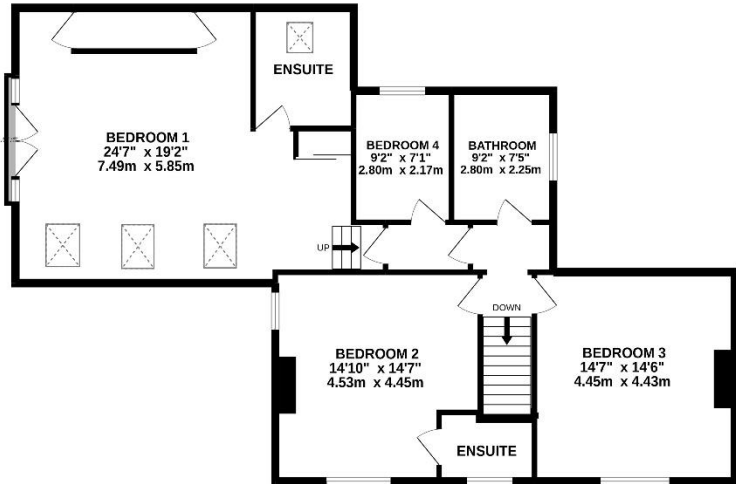 ENSUITE
BEDROOM 1
24'7" x 19'2"
7.49m x 5.85m
BEDROOM 4
9'2" x 7'1"
2.80m x 2.17m
BATHROOM
9'2" x 7'5"
2.80m x 2.25m
UP
DOWN
BEDROOM 2
14'10" x 14'7"
4.53m x 4.45m
BEDROOM 3
14'7" x 14'6"
4.45m x 4.43m
ENSUITE